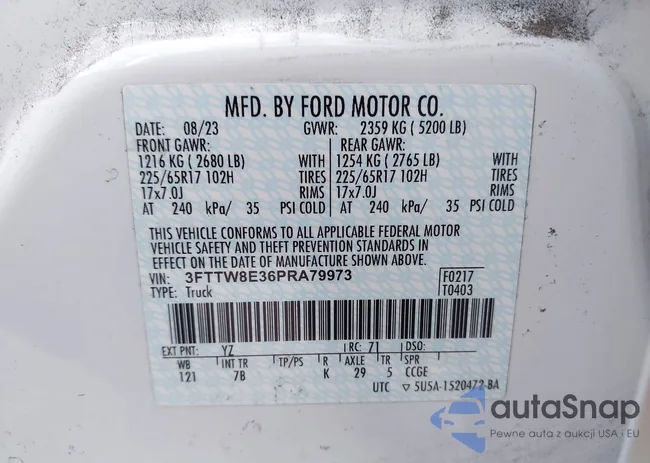 MFD. BY FORD MOTOR CO.
DATE: 08/23 GVWR: 2359 KG ( 5200 LB)
FRONT GAWR: REAR GAWR:
1216 KG ( 2680 LB) WITH 1254 KG ( 2765 LB) WITH
225/65R17 102H TIRES 225/65R17 102H TIRES
17x7.0J RIMS 17x7.0J RIMS
AT 240 kPa/ 35 PSI COLD AT 240 kPa/ 35 PSI COLD
THIS VEHICLE CONFORMS TO ALL APPLICABLE FEDERAL MOTOR
VEHICLE SAFETY AND THEFT PREVENTION STANDARDS IN
EFFECT ON THE DATE OF MANUFACTURE SHOWN ABOVE.
VIN: 3FTTW8E36PRA79973 F0217
TYPE: Truck T0403
EXT PNT: YZ RC: 71 DSO:
WB INT TR TP/PS R AXLE TR SPR
121 7B K 29 5 CCGE
UTC ▽ 5U5A-1520472-BA
autaSnap
Pewne auta z aukcji USA i EU